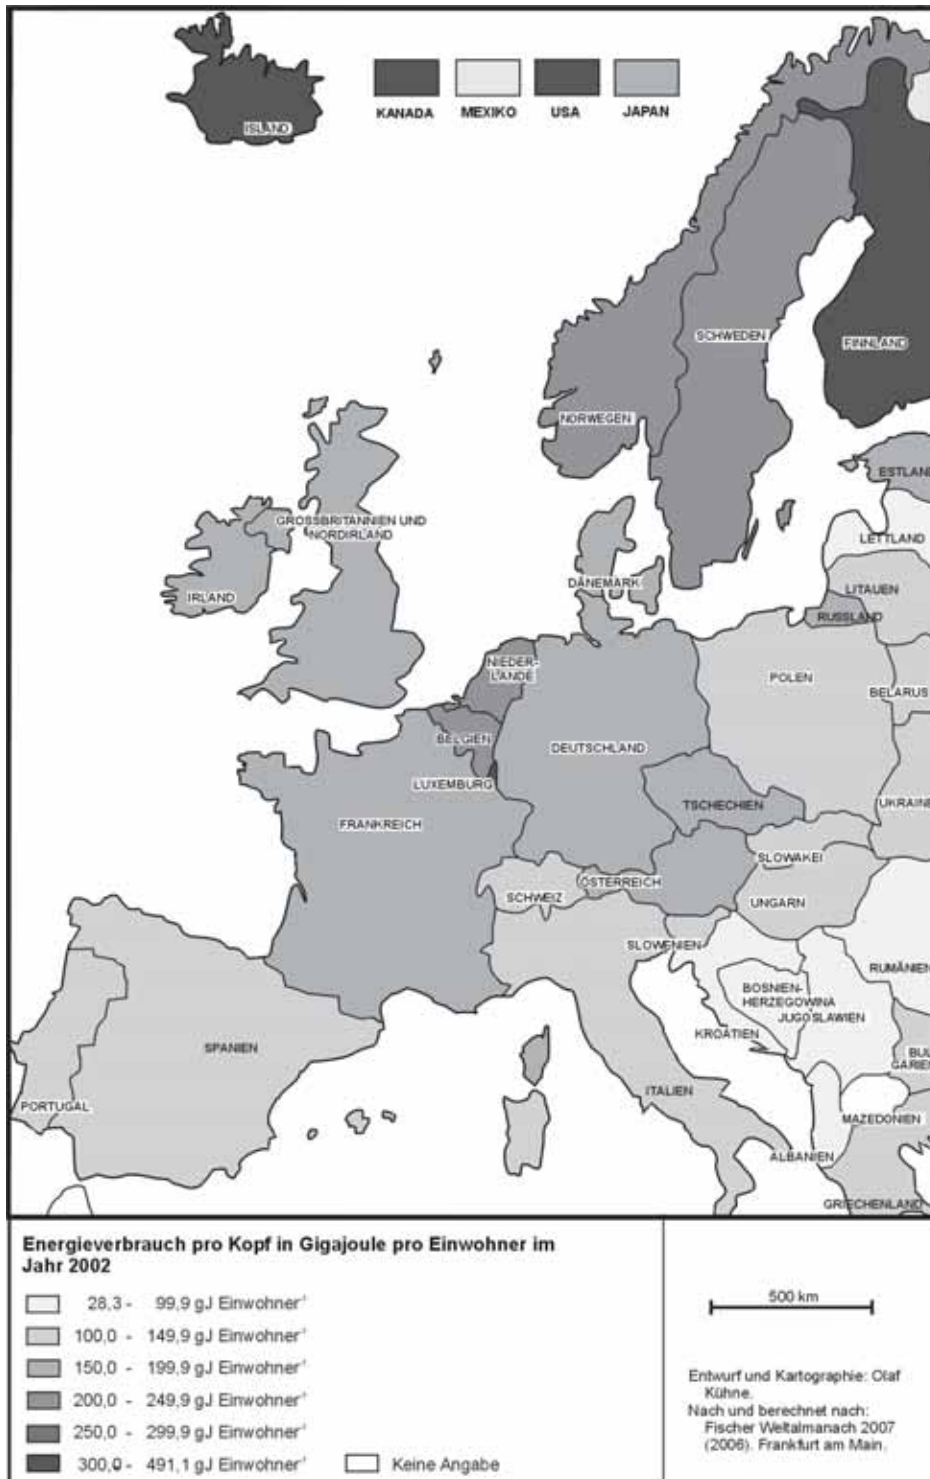 KANADA MEXIKO USA JAPAN
ISLAND
SCHWEDEN
FINNLAND
NORWEGEN
ESTLAND
GROSSBRITANNIEN UND
NORDIRLAND
LETTLAND
DÄNEMARK
LITAUEN
IRLAND
RUSSLAND
NIEDER-
LANDE
POLEN
BELARUS
BELGIEN
DEUTSCHLAND
LUXEMBURG
TSCHECHIEN
UKRAINE
FRANKREICH
SLOWAKEI
ÖSTERREICH
SCHWEIZ
UNGARN
SLOWENIEN
RUMÄNIEN
BOSNIEN-
HERZEGOWINA
JUGOSLAWIEN
KROATIEN
SPANIEN
BUL
GARIEN
ITALIEN
PORTUGAL
MAZEDONIEN
ALBANIEN
GRIECHENLAND
Energieverbrauch pro Kopf in Gigajoule pro Einwohner im
Jahr 2002
28,3 - 99,9 gJ Einwohner⁻¹
100,0 - 149,9 gJ Einwohner⁻¹
150,0 - 199,9 gJ Einwohner⁻¹
200,0 - 249,9 gJ Einwohner⁻¹
250,0 - 299,9 gJ Einwohner⁻¹
300,0 - 491,1 gJ Einwohner⁻¹ Keine Angabe
500 km
Entwurf und Kartographie: Olaf
Kühne.
Nach und berechnet nach:
Fischer Weltalmanach 2007
(2006). Frankfurt am Main.